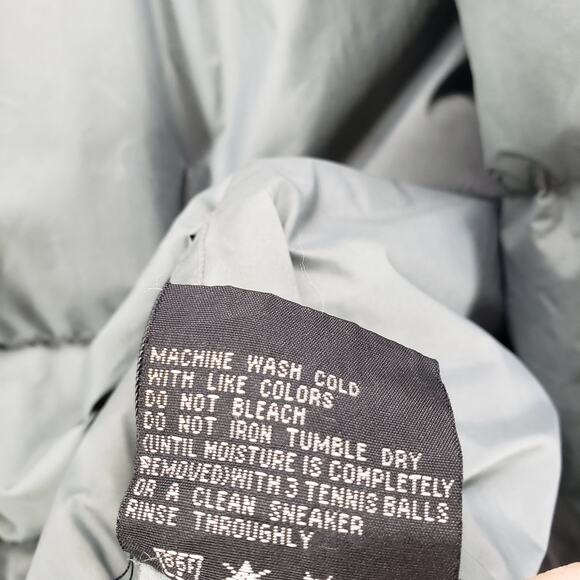 MACHINE WASH COLD
WITH LIKE COLORS
DO NOT BLEACH
DO NOT IRON TUMBLE DRY
(UNTIL MOISTURE IS COMPLETELY
REMOVED) WITH 3 TENNIS BALLS
OR A CLEAN SNEAKER
RINSE THROUGHLY